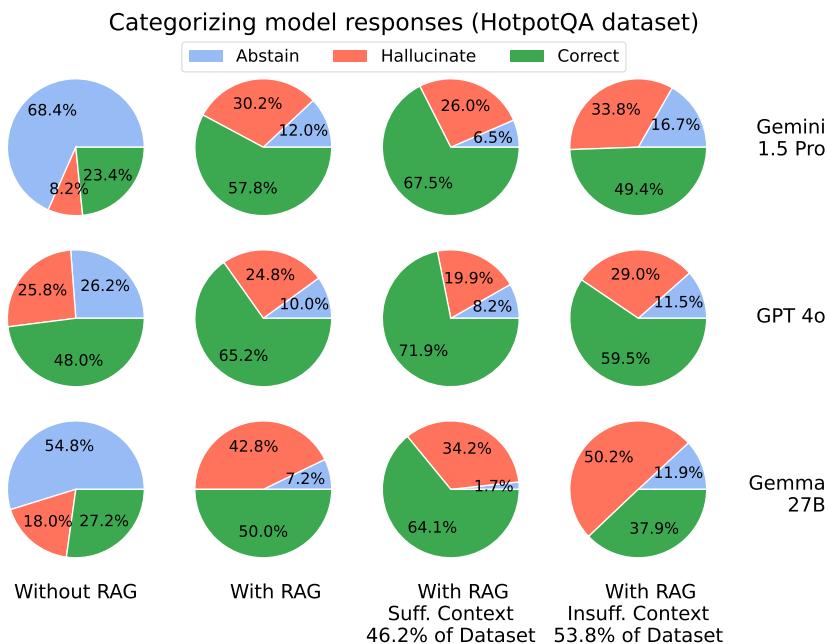 Categorizing model responses (HotpotQA dataset)
Abstain Hallucinate Correct
68.4% 8.2% 23.4%
30.2% 12.0% 57.8%
26.0% 6.5% 67.5%
33.8% 16.7% 49.4%
Gemini
1.5 Pro
25.8% 26.2% 48.0%
24.8% 10.0% 65.2%
19.9% 8.2% 71.9%
29.0% 11.5% 59.5%
GPT 4o
54.8% 18.0% 27.2%
42.8% 7.2% 50.0%
34.2% 1.7% 64.1%
50.2% 11.9% 37.9%
Gemma
27B
Without RAG
With RAG
With RAG
Suff. Context
46.2% of Dataset
With RAG
Insuff. Context
53.8% of Dataset